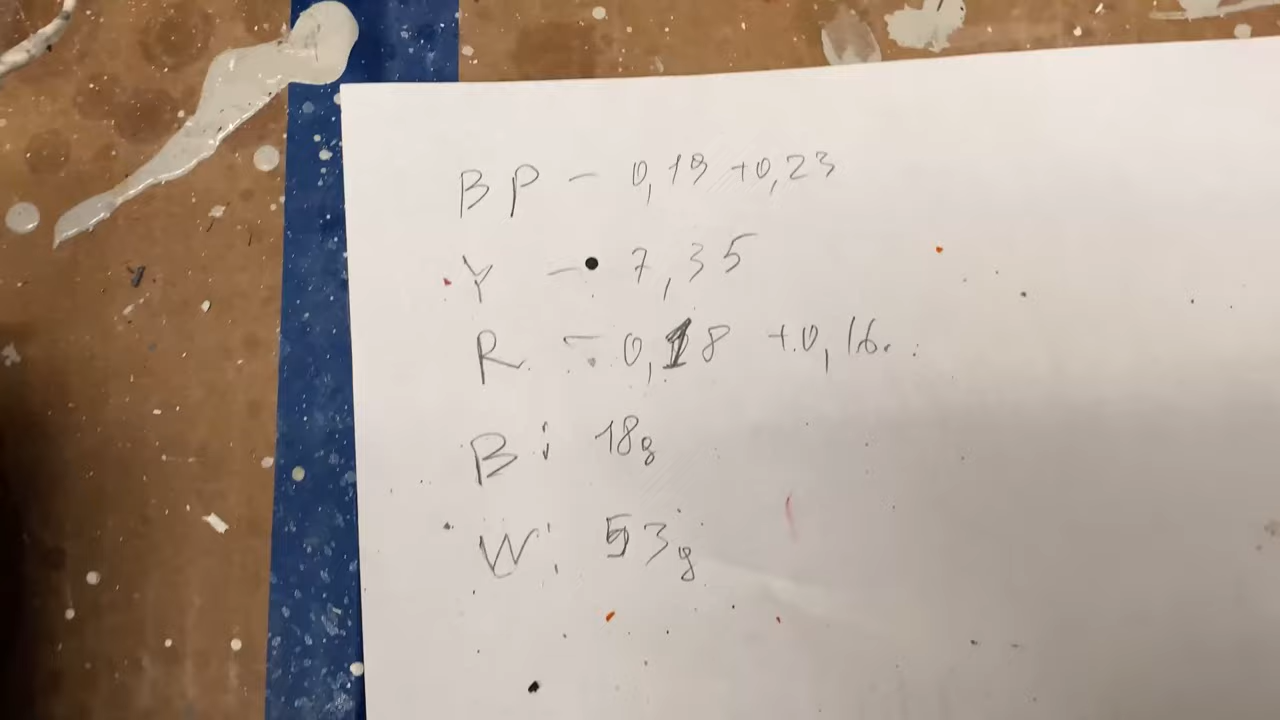 BP - 0,19 +0,23
Y - 7,35
R - 0,18 +0,16.
B: 18g
W: 53g